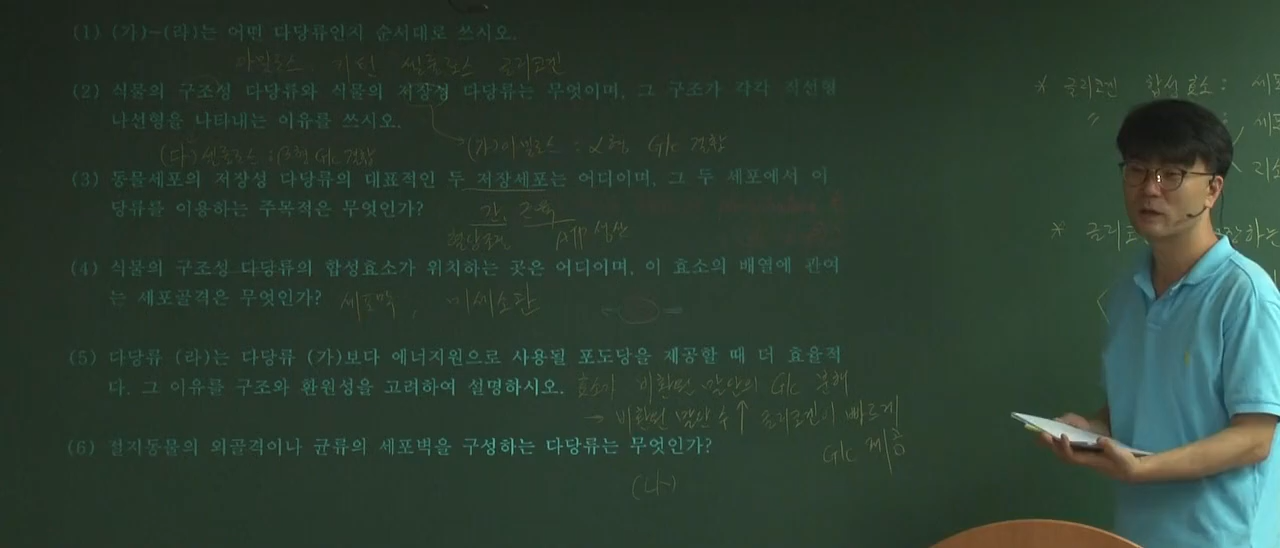 (1) (가)~(라)는 어떤 다당류인지 순서대로 쓰시오.
아밀로스 키틴 셀룰로스 글리코젠
(2) 식물의 구조성 다당류와 식물의 저장성 다당류는 무엇이며, 그 구조가 각각 직선형
나선형을 나타내는 이유를 쓰시오.
(다) 셀룰로스 : β형 Glc 결합
(가) 아밀로스 : α형 Glc 결합
(3) 동물세포의 저장성 다당류의 대표적인 두 저장세포는 어디이며, 그 두 세포에서 이
당류를 이용하는 주목적은 무엇인가?
간, 근육
혈당조절 ATP 생산
(4) 식물의 구조성 다당류의 합성효소가 위치하는 곳은 어디이며, 이 효소의 배열에 관여
는 세포골격은 무엇인가? 세포막, 미세소관
(5) 다당류 (라)는 다당류 (가)보다 에너지원으로 사용될 포도당을 제공할 때 더 효율적
다. 그 이유를 구조와 환원성을 고려하여 설명하시오. 효소가 비환원 말단의 Glc 분해
→ 비환원 말단 수↑ 글리코겐이 빠르게
Glc 제공
(6) 절지동물의 외골격이나 균류의 세포벽을 구성하는 다당류는 무엇인가?
(나)
* 글리코겐 합성효소 : 세포
〃 : 세포
* 글리코